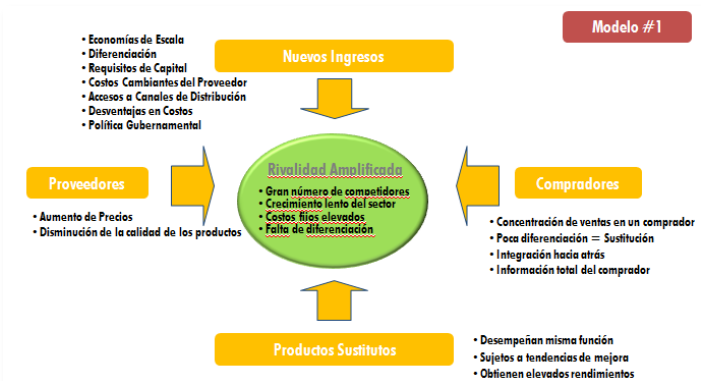 Modelo #1
• Economías de Escala
• Diferenciación
• Requisitos de Capital
• Costos Cambiantes del Proveedor
• Accesos a Canales de Distribución
• Desventajas en Costos
• Política Gubernamental
Nuevos Ingresos
Rivalidad Amplificada
• Gran número de competidores
• Crecimiento lento del sector
• Costos fijos elevados
• Falta de diferenciación
Proveedores
• Aumento de Precios
• Disminución de la calidad de los productos
Compradores
• Concentración de ventas en un comprador
• Poca diferenciación = Sustitución
• Integración hacia atrás
• Información total del comprador
Productos Sustitutos
• Desempeñan misma función
• Sujetos a tendencias de mejora
• Obtienen elevados rendimientos